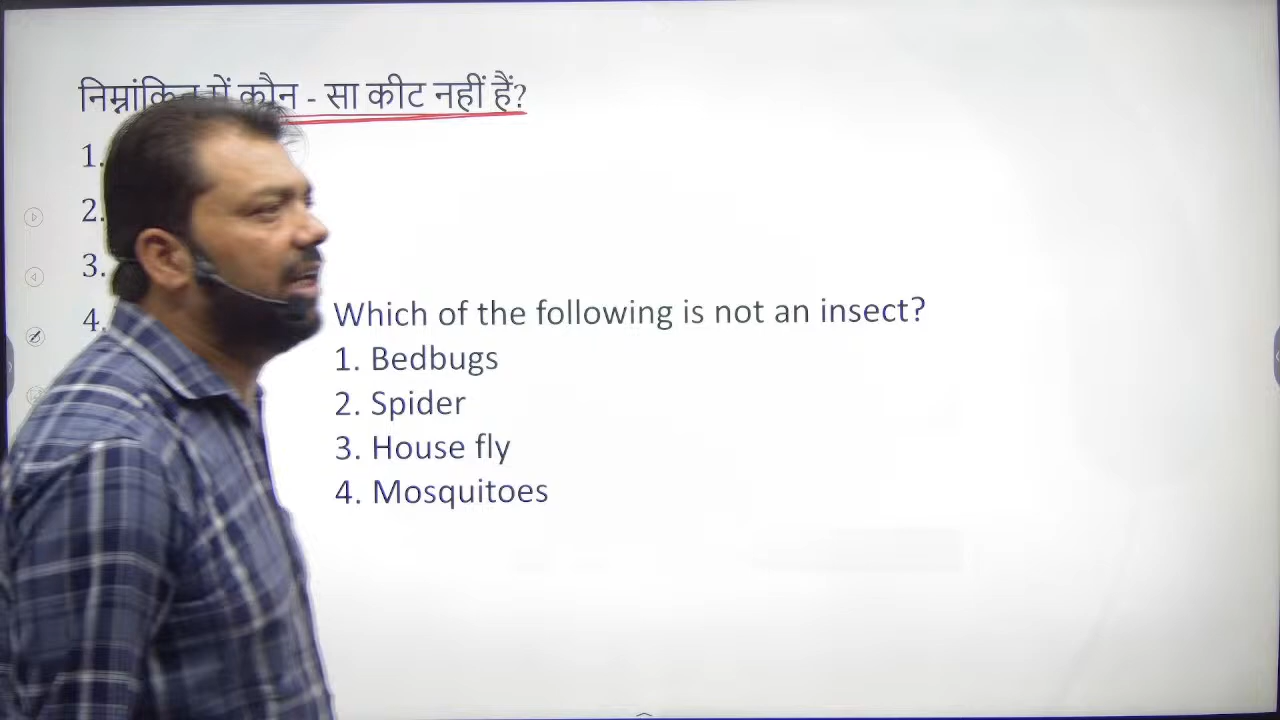 निम्नांकित में कौन - सा कीट नहीं हैं?
1.
2.
3.
4.
Which of the following is not an insect?
1. Bedbugs
2. Spider
3. House fly
4. Mosquitoes